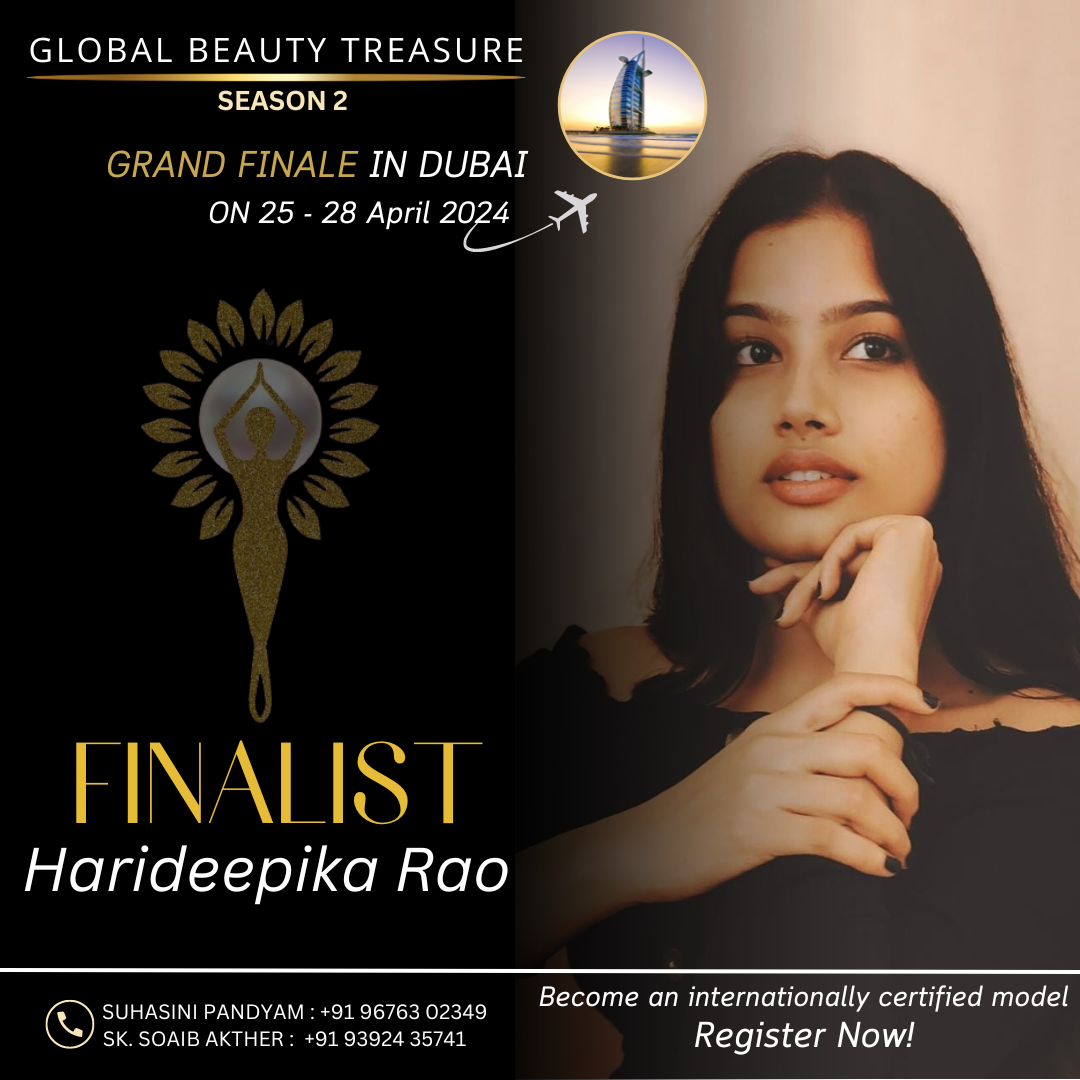 GLOBAL BEAUTY TREASURE
SEASON 2
GRAND FINALE IN DUBAI
ON 25 - 28 April 2024
FINALIST
Harideepika Rao
SUHASINI PANDYAM : +91 96763 02349
SK. SOAIB AKTHER : +91 93924 35741
Become an internationally certified model
Register Now!